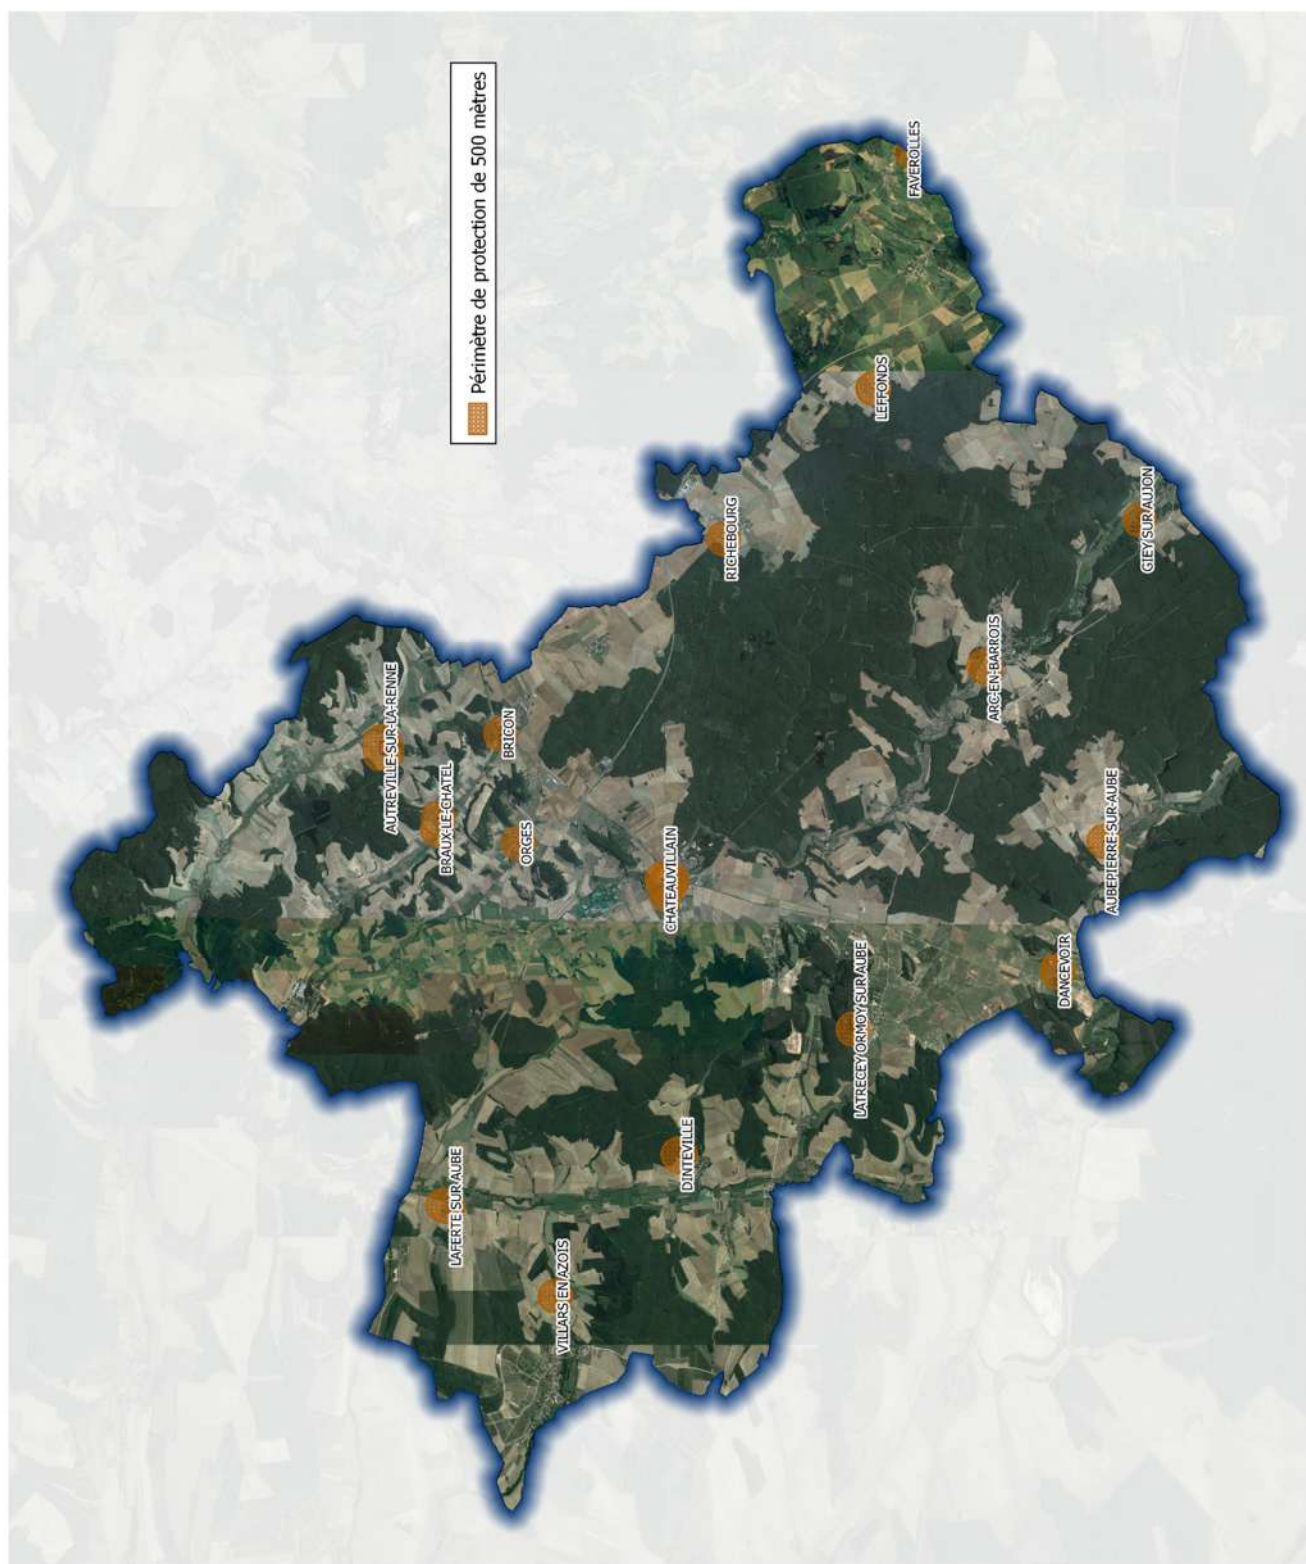 Périmètre de protection de 500 mètres
AUTREVILLE-SUR-LA-RENNE
BRAUX-LE-CHATEL
LAFERTE SUR AUBE
BRICON
ORGES
VILLARS EN AZOIS
CHATEAUVILLAIN
DINTEVILLE
RICHEBOURG
LATRECEY ORMOY SUR AUBE
LEFFONDS
FAVEROLLES
ARC-EN-BARROIS
DANCEVOIR
AUBEPIERRE-SUR-AUBE
GIEY SUR AUJON